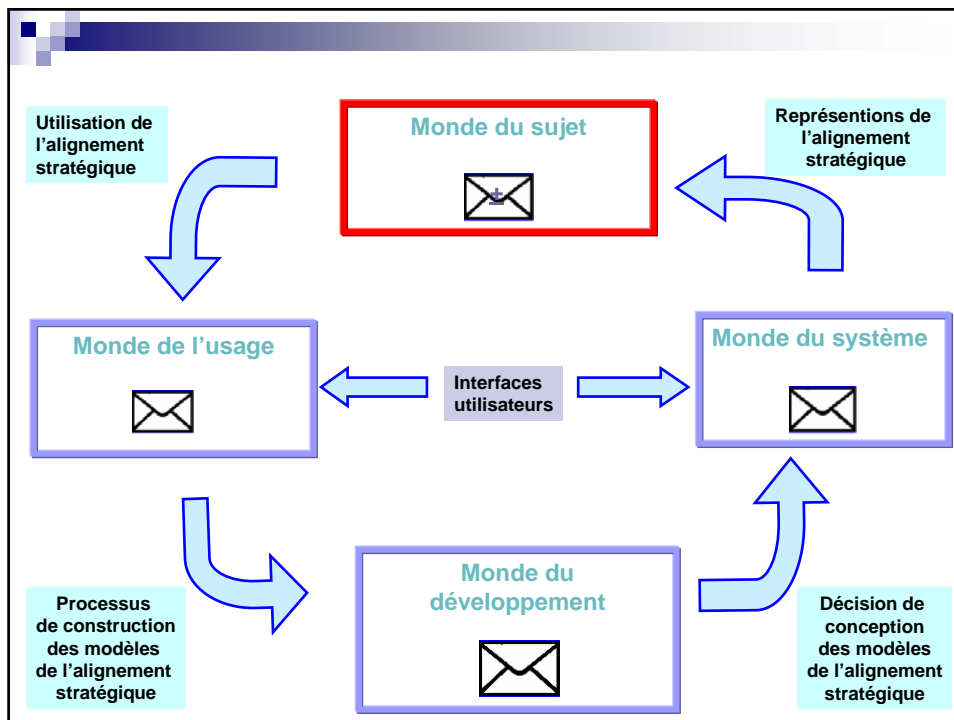 Utilisation de
l'alignement
stratégique
Monde du sujet
±
Représentions de
l'alignement
stratégique
Monde de l'usage
Interfaces
utilisateurs
Monde du système
Processus
de construction
des modèles
de l'alignement
stratégique
Monde du
développement
Décision de
conception
des modèles
de l'alignement
stratégique